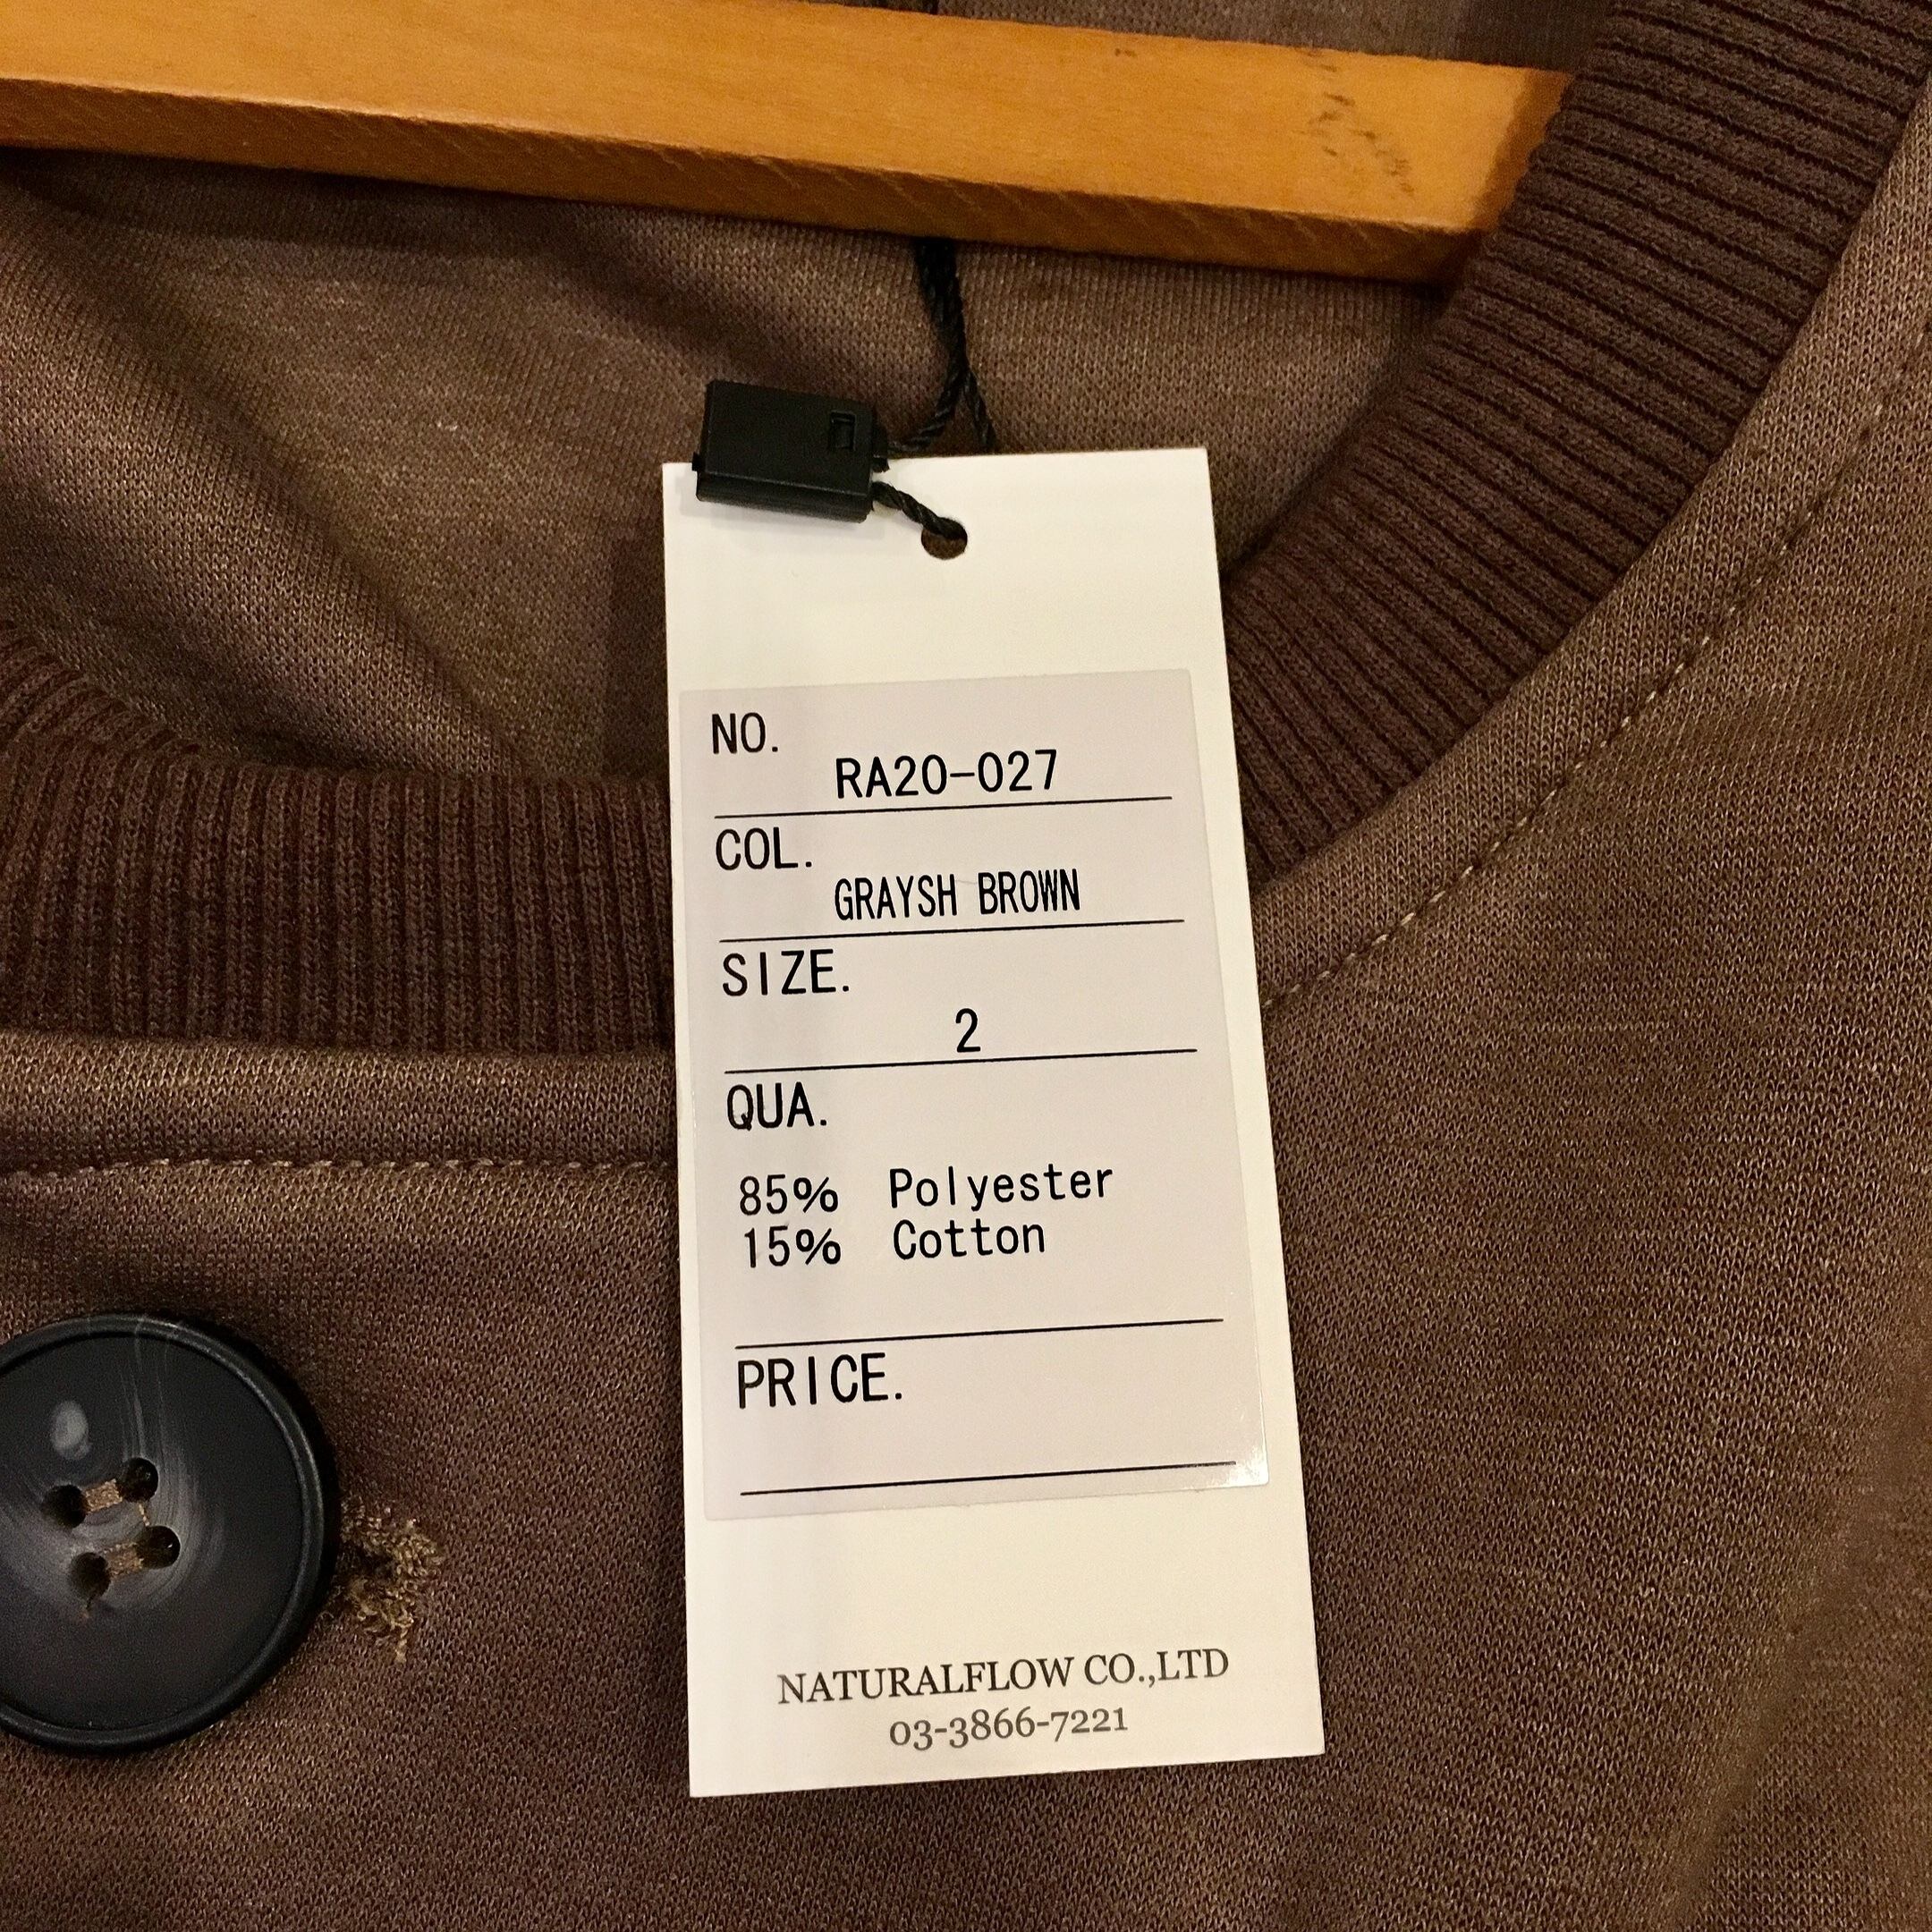 NO.
RA20-027
COL.
GRAYSH BROWN
SIZE.
2
QUA.
85% Polyester
15% Cotton
PRICE.
NATURALFLOW CO.,LTD
03-3866-7221